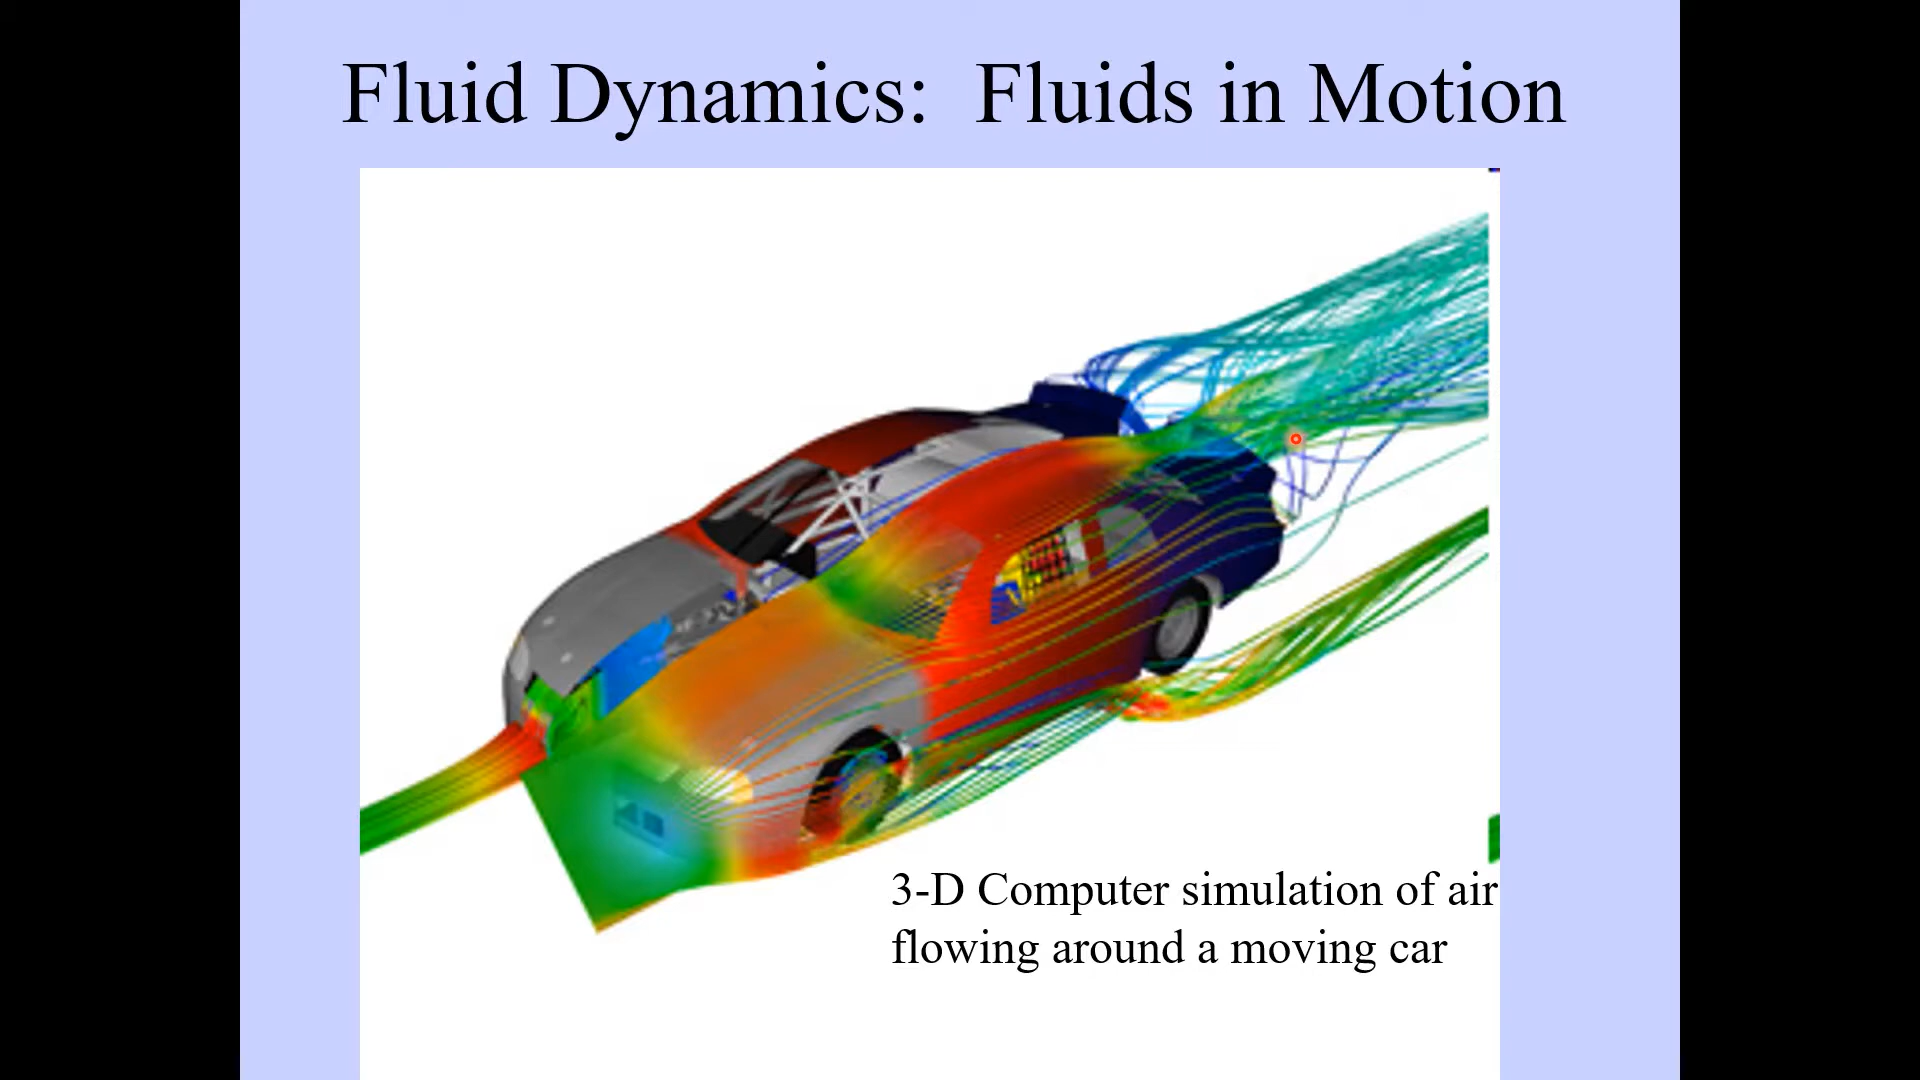 Fluid Dynamics:  Fluids in Motion
3-D Computer simulation of air
flowing around a moving car